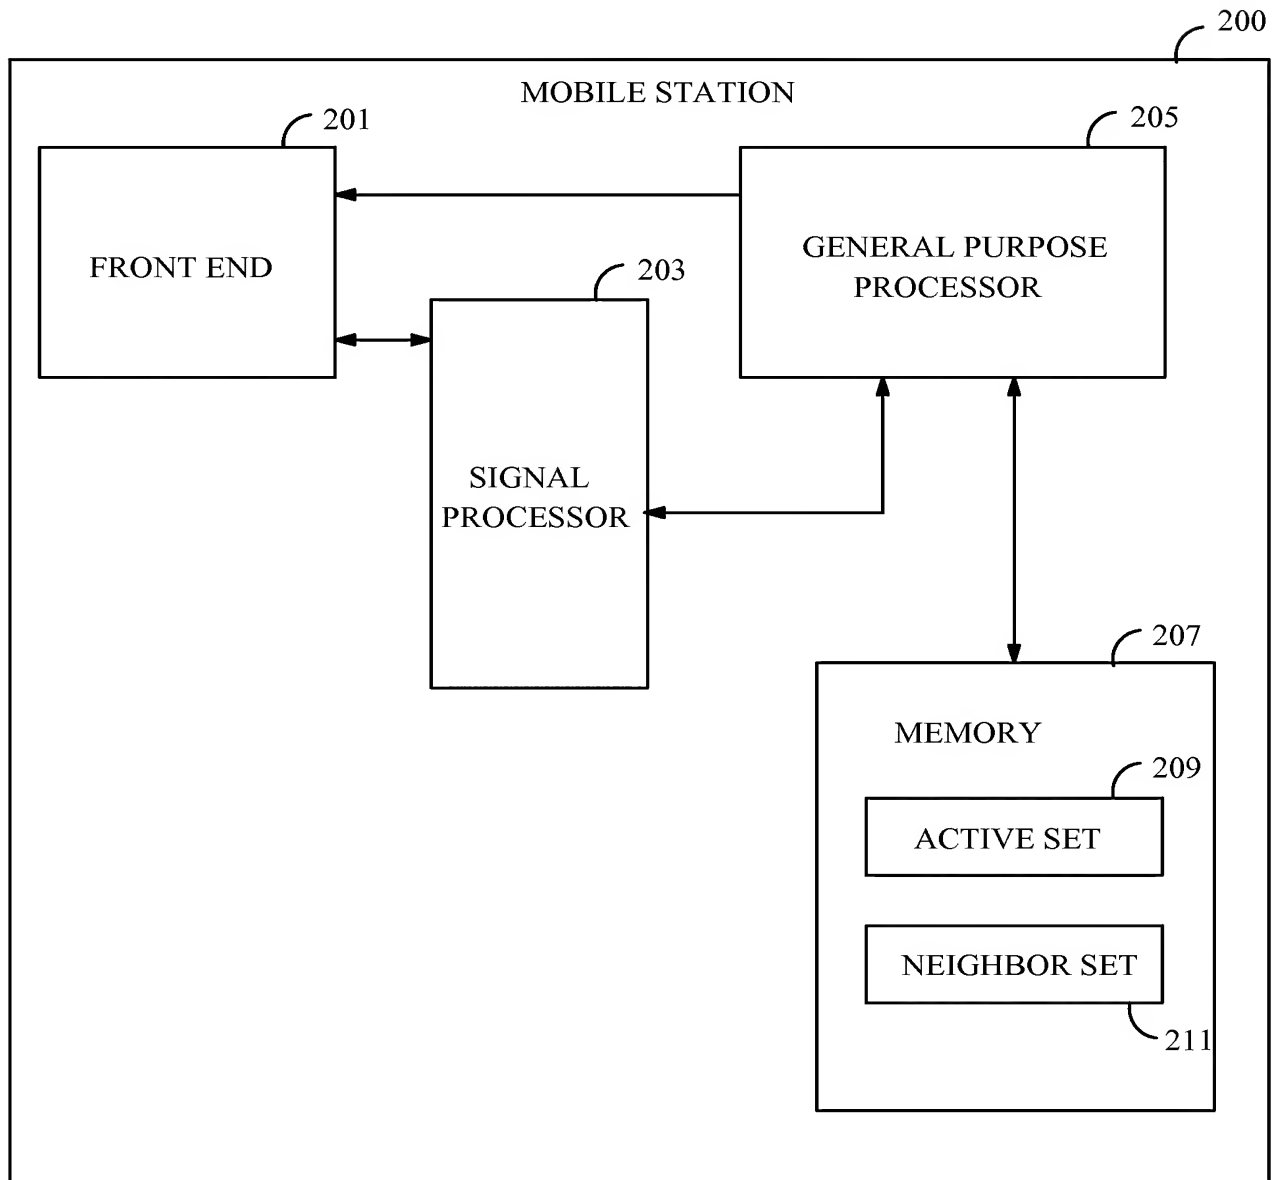 200
MOBILE STATION
201
205
FRONT END
GENERAL PURPOSE
PROCESSOR
203
SIGNAL
PROCESSOR
207
MEMORY
209
ACTIVE SET
NEIGHBOR SET
211